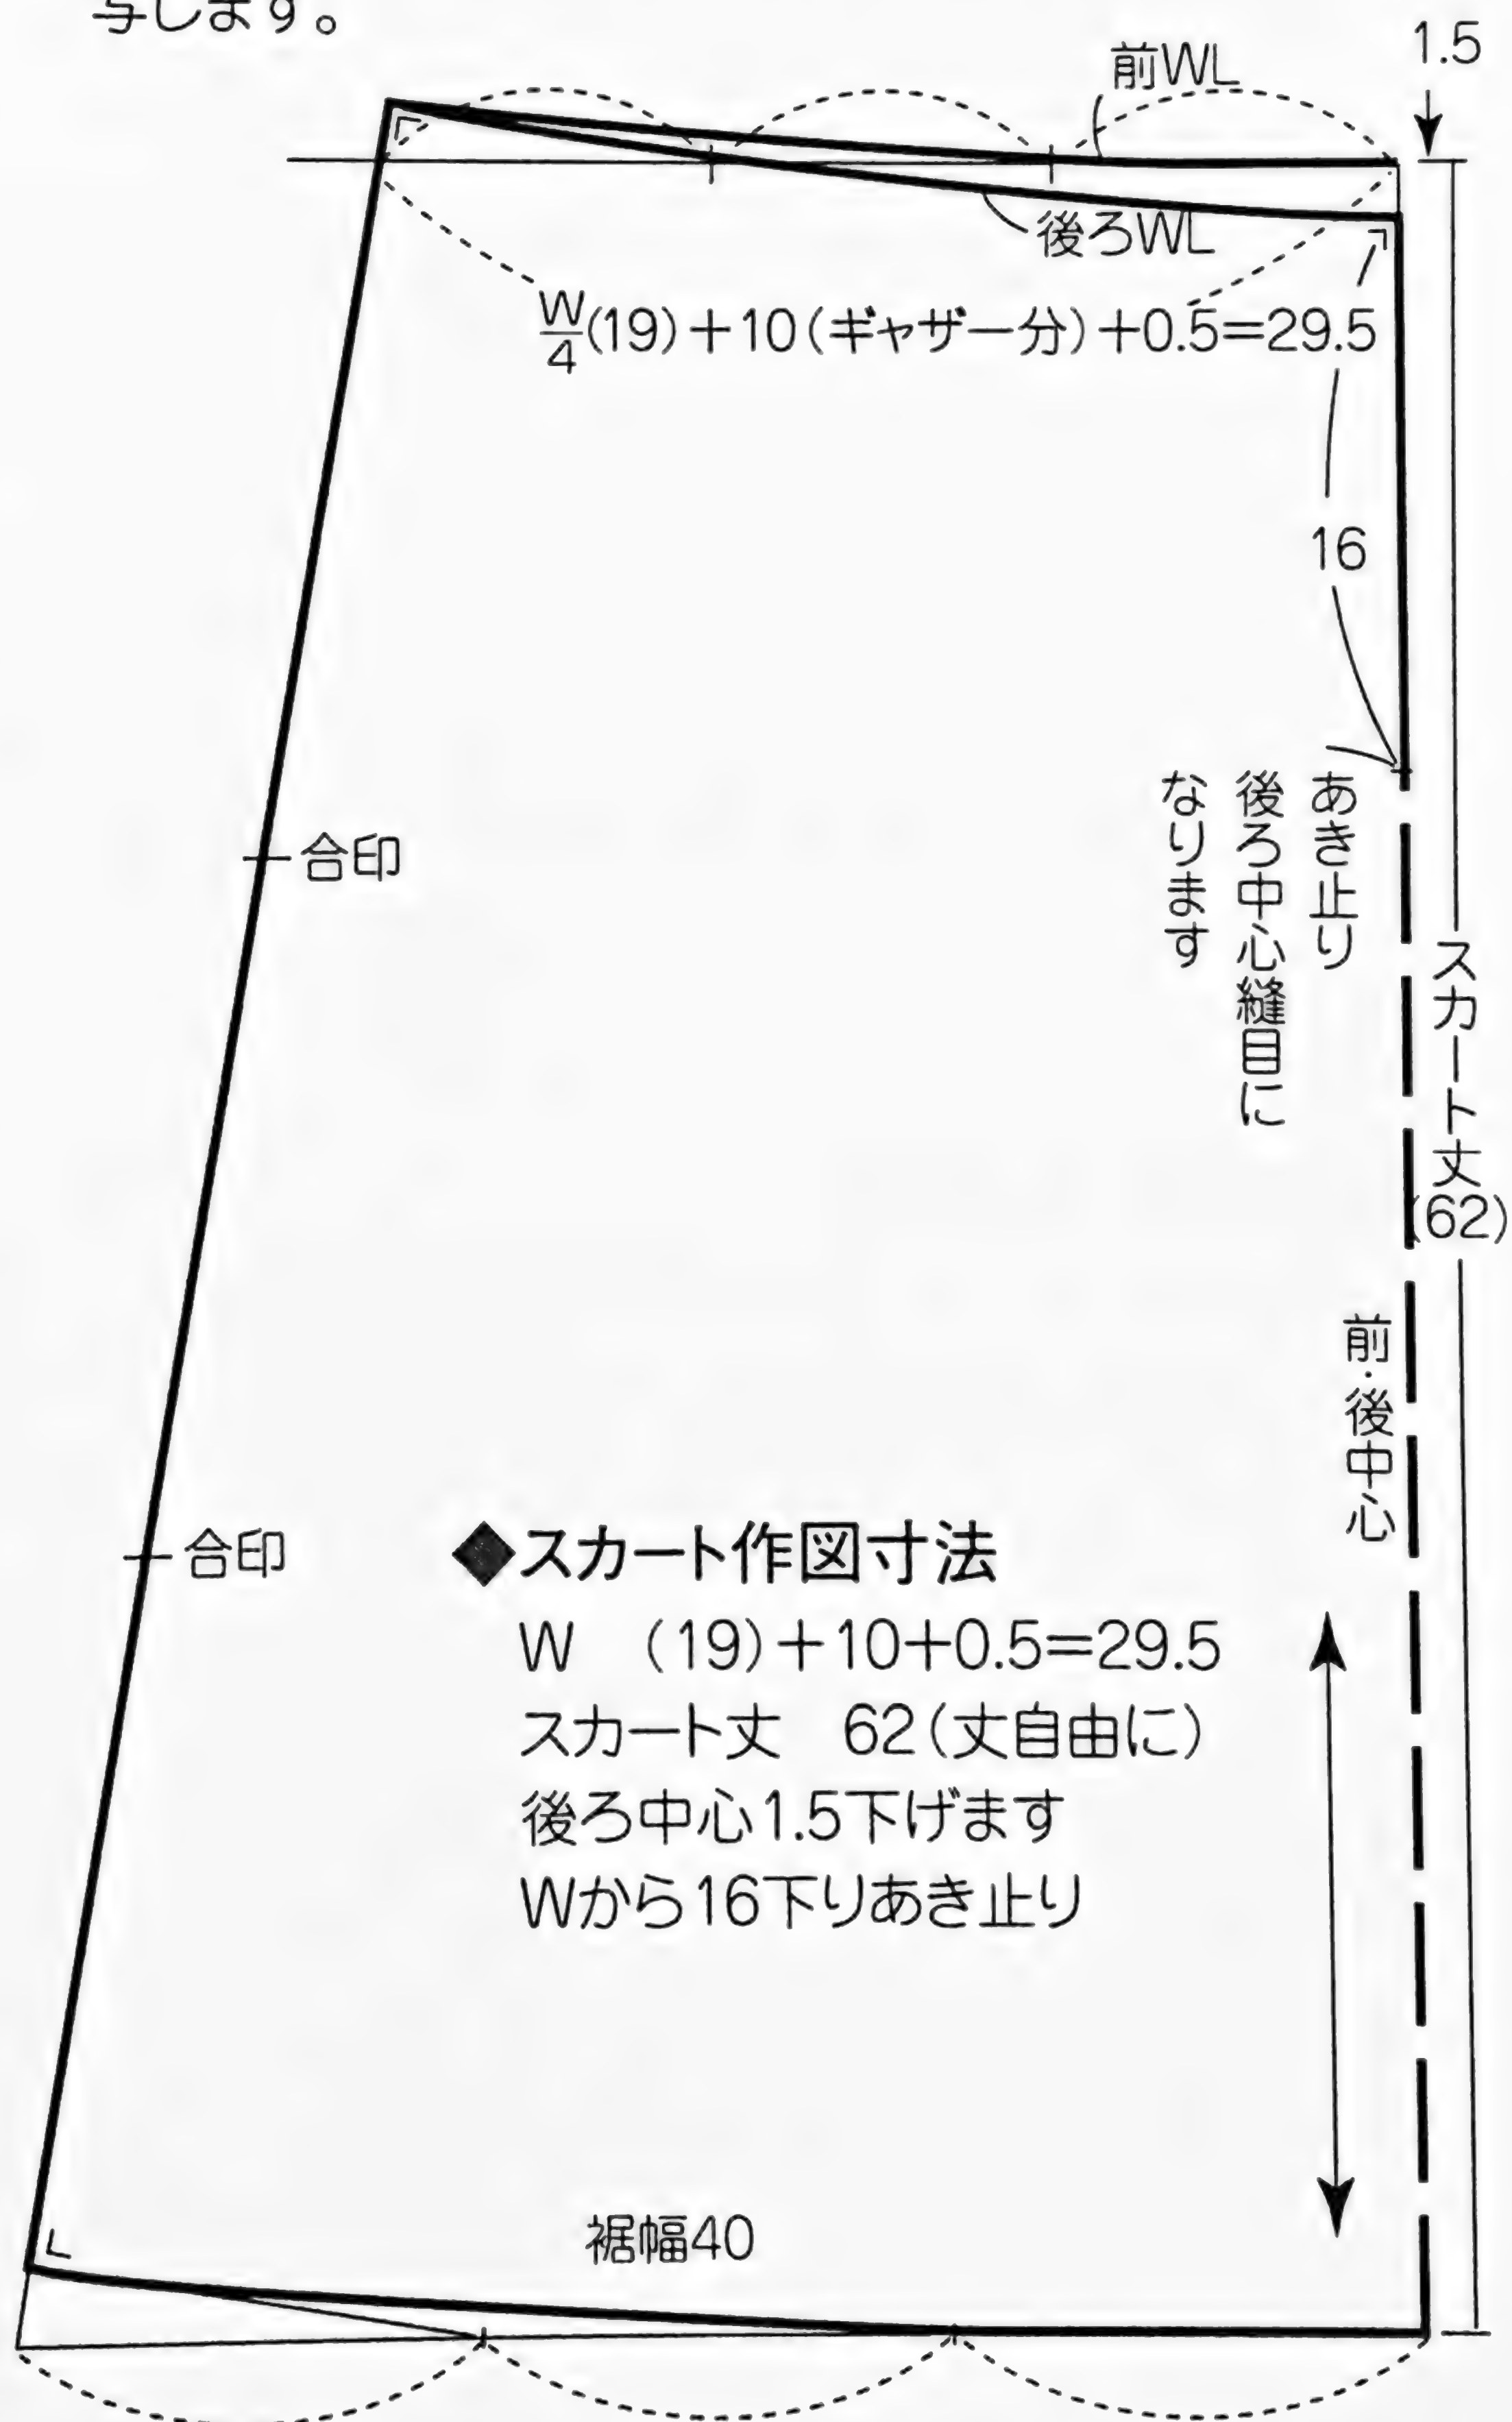 与します。
1.5
前WL
後ろWL
W/4(19)+10(ギャザー分)+0.5=29.5
16
あき止り
後ろ中心縫目に
なります
合印
スカート丈
(62)
前・後中心
合印
◆スカート作図寸法
W (19)+10+0.5=29.5
スカート丈 62(丈自由に)
後ろ中心1.5下げます
Wから16下りあき止り
裾幅40